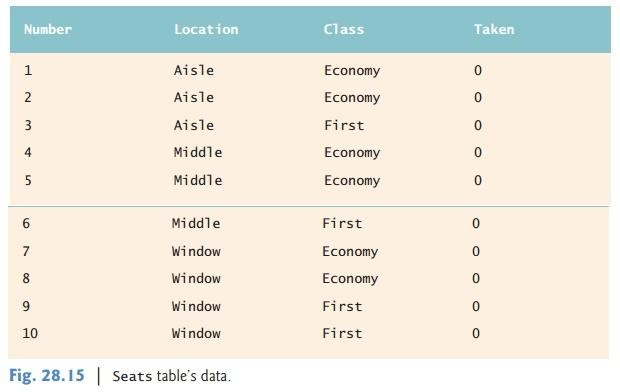 Number Location Class Taken
1 Aisle Economy 0
2 Aisle Economy 0
3 Aisle First 0
4 Middle Economy 0
5 Middle Economy 0
6 Middle First 0
7 Window Economy 0
8 Window Economy 0
9 Window First 0
10 Window First 0
Fig. 28.15 | Seats table's data.